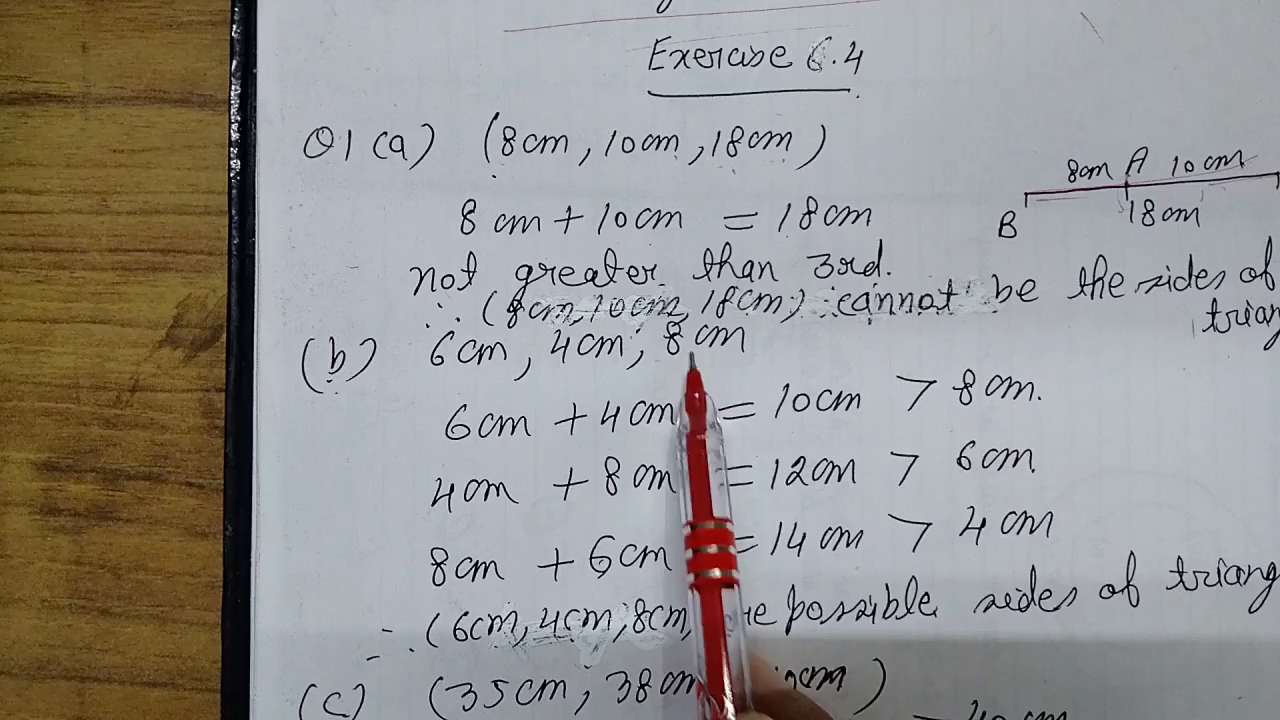 Exercise 6.4
Q1 (a) (8cm, 10cm, 18cm)
8cm A 10cm
B 18cm
8 cm + 10cm = 18cm
not greater than 3rd.
∴ (8cm, 10cm, 18cm) cannot be the sides of
(b) 6cm, 4cm, 8cm
6cm + 4cm = 10cm > 8cm.
4cm + 8cm = 12cm > 6cm
8cm + 6cm = 14cm > 4cm
∴ (6cm, 4cm, 8cm possible sides of
(c) (35cm, 38cm